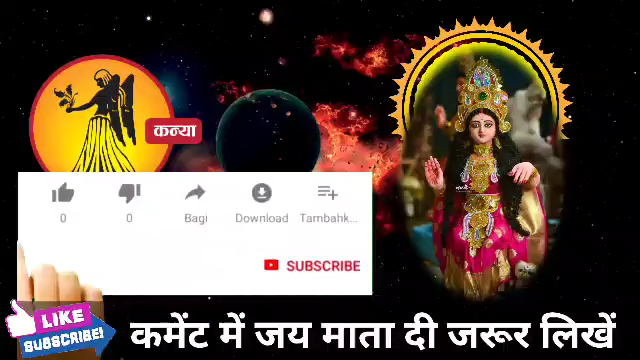 कन्या
0
0
Bagi
Download
Tambahk...
SUBSCRIBE
LIKE
SUBSCRIBE!
कमेंट में जय माता दी जरूर लिखें